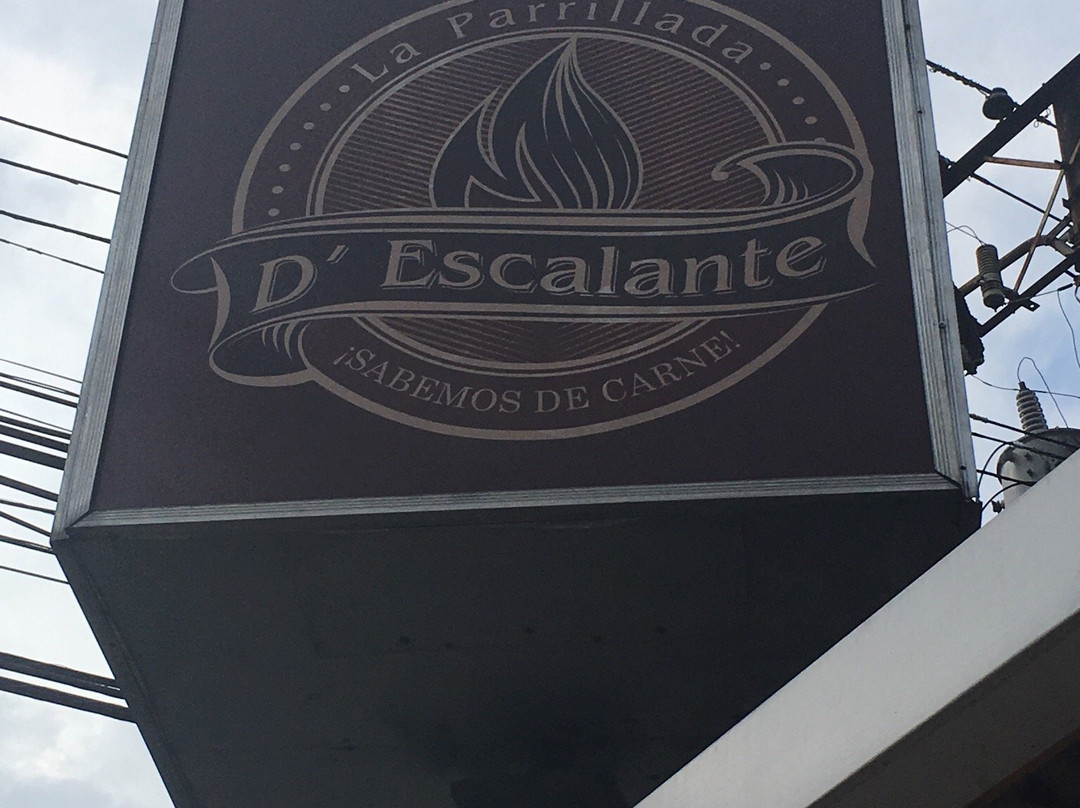 La Parrillada
D´ Escalante
¡SABEMOS DE CARNE!